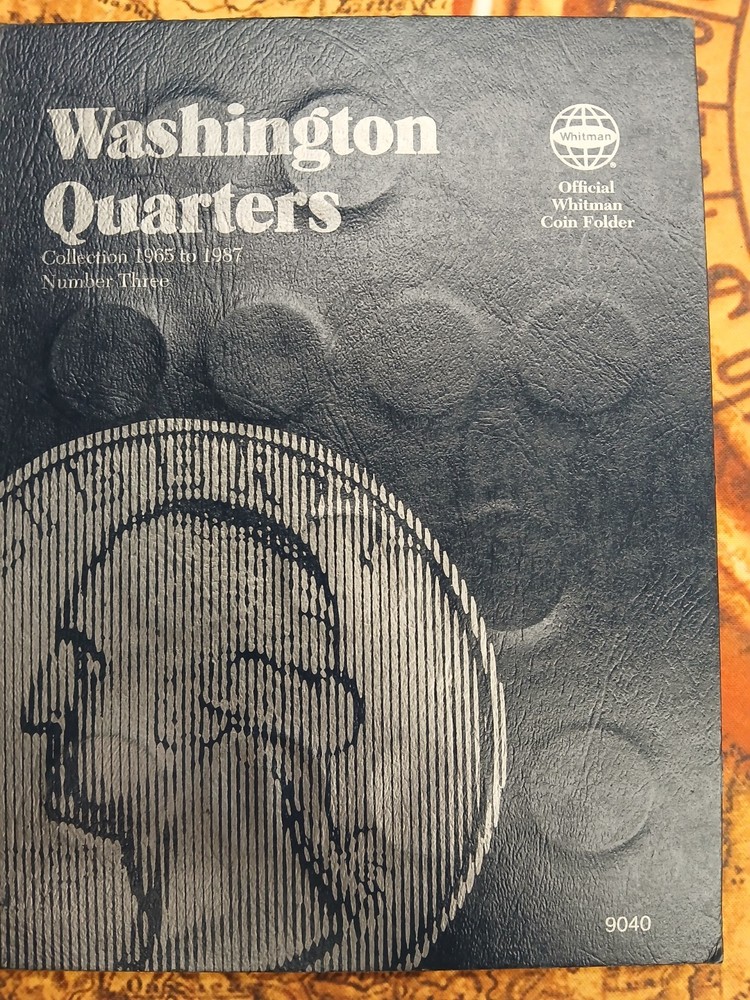 Washington
Quarters
Collection 1965 to 1987
Number Three
Whitman
Official
Whitman
Coin Folder
9040